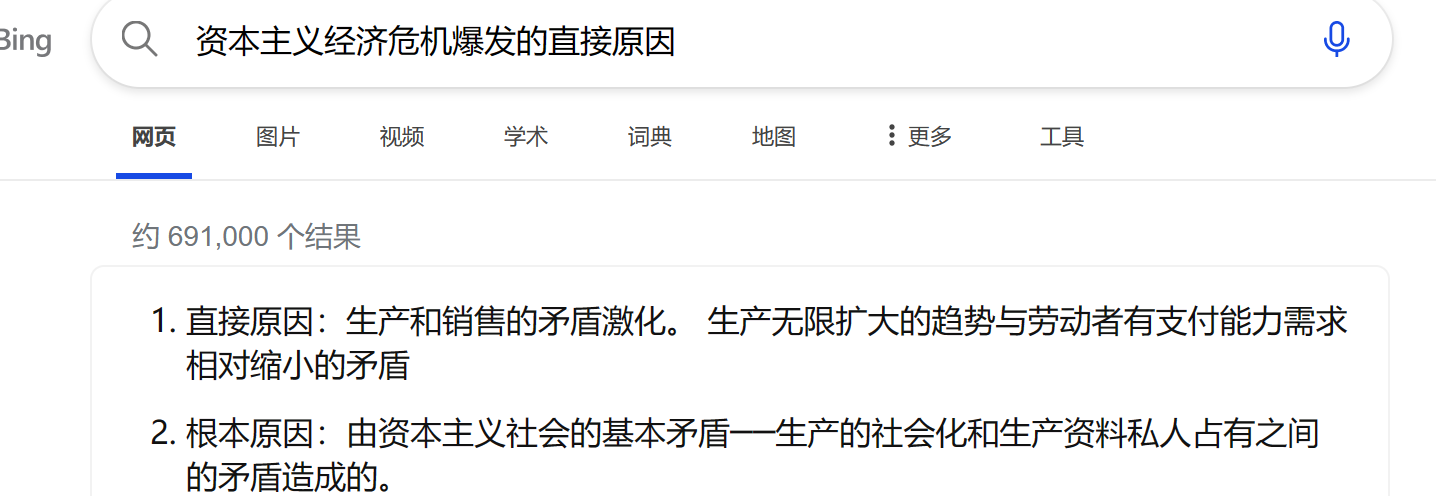 Bing
资本主义经济危机爆发的直接原因
网页 图片 视频 学术 词典 地图 更多 工具
约 691,000 个结果
1. 直接原因：生产和销售的矛盾激化。 生产无限扩大的趋势与劳动者有支付能力需求
相对缩小的矛盾
2. 根本原因：由资本主义社会的基本矛盾——生产的社会化和生产资料私人占有之间
的矛盾造成的。